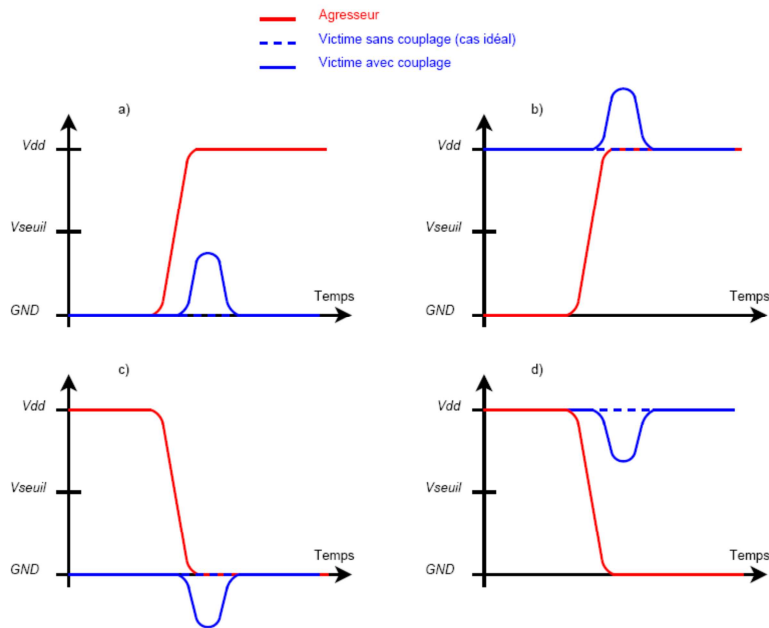 Agresseur
Victime sans couplage (cas idéal)
Victime avec couplage
a)
Vdd
Vseuil
GND
Temps
b)
Vdd
Vseuil
GND
Temps
c)
Vdd
Vseuil
GND
Temps
d)
Vdd
Vseuil
GND
Temps